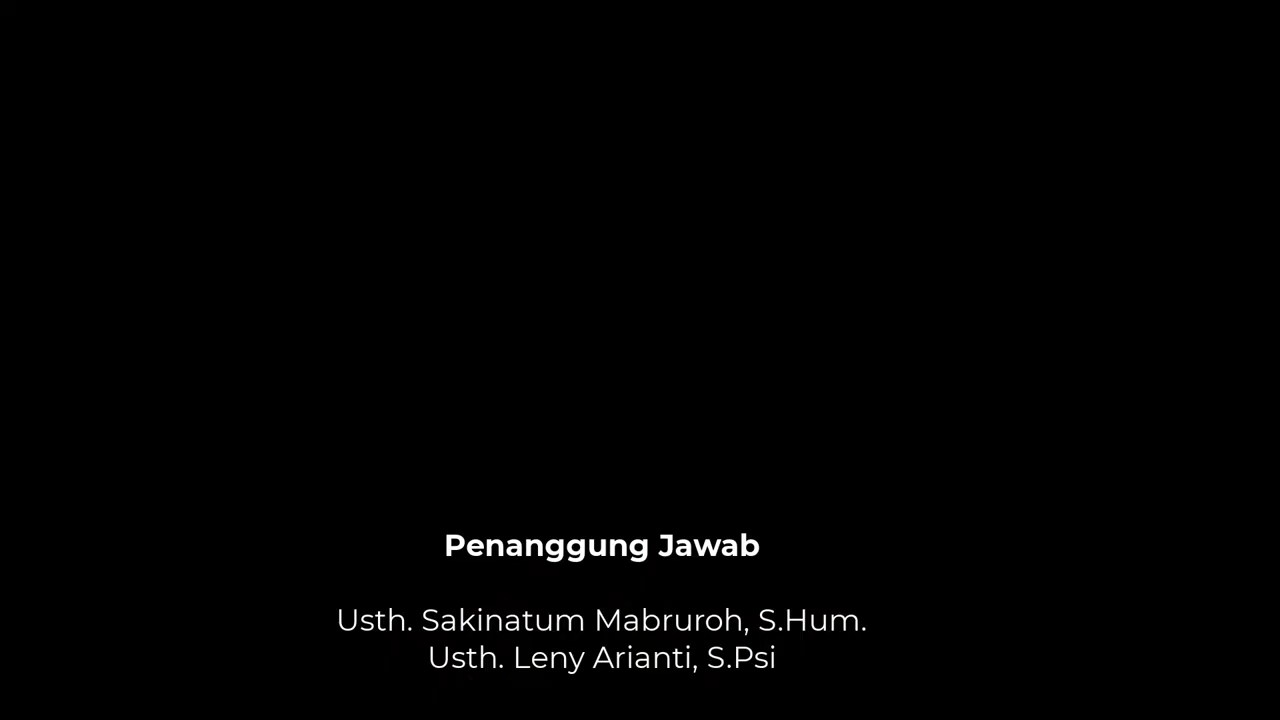 Penanggung Jawab
Usth. Sakinatum Mabruroh, S.Hum.
Usth. Leny Arianti, S.Psi